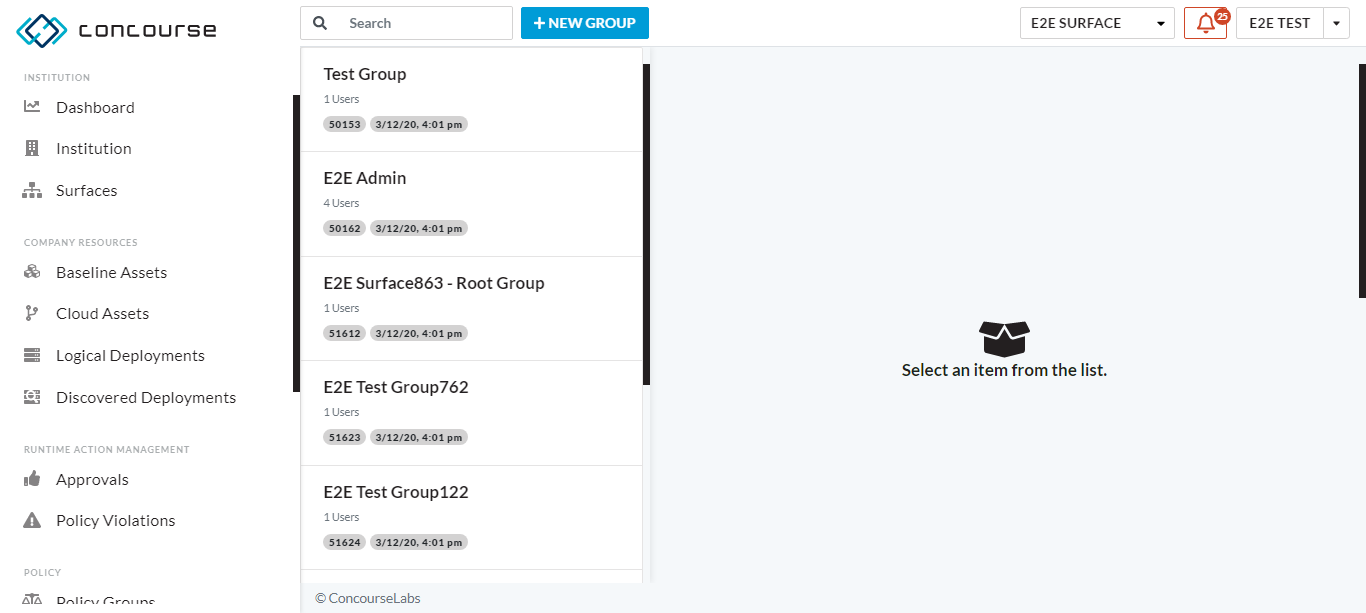 concourse
Search
NEW GROUP
E2E SURFACE
25
E2E TEST
INSTITUTION
Dashboard
Institution
Surfaces
COMPANY RESOURCES
Baseline Assets
Cloud Assets
Logical Deployments
Discovered Deployments
RUNTIME ACTION MANAGEMENT
Approvals
Policy Violations
POLICY
Policy Groups
Test Group
1 Users
50153 3/12/20, 4:01 pm
E2E Admin
4 Users
50162 3/12/20, 4:01 pm
E2E Surface863 - Root Group
1 Users
51612 3/12/20, 4:01 pm
E2E Test Group762
1 Users
51623 3/12/20, 4:01 pm
E2E Test Group122
1 Users
51624 3/12/20, 4:01 pm
Select an item from the list.
© ConcourseLabs